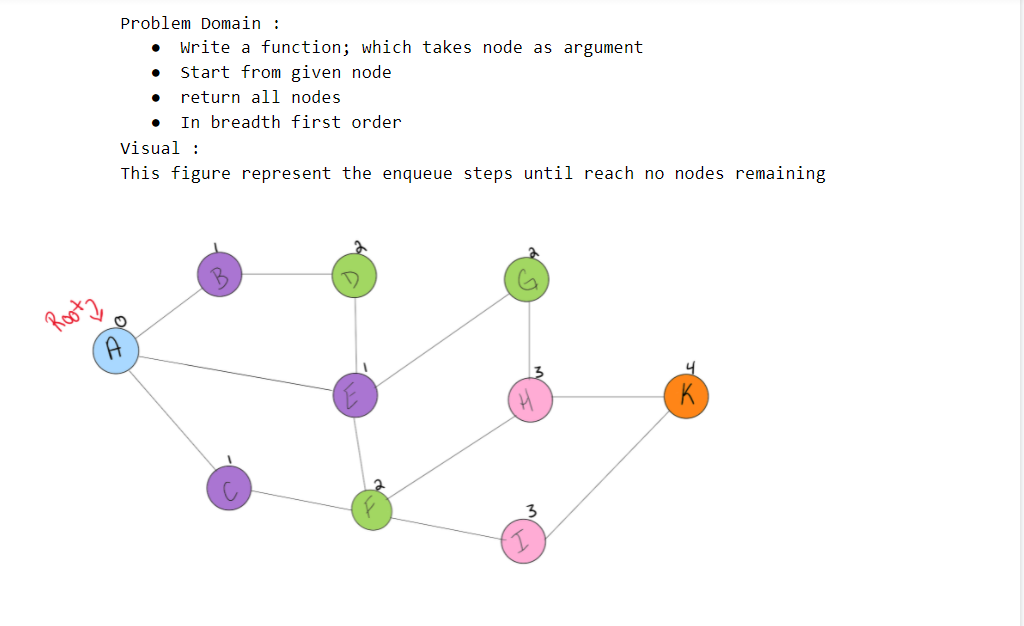 Problem Domain :
● Write a function; which takes node as argument
● Start from given node
● return all nodes
● In breadth first order
Visual :
This figure represent the enqueue steps until reach no nodes remaining
1
2
2
B
D
G
Root
0
A
1
3
4
E
H
K
1
2
3
C
F
I